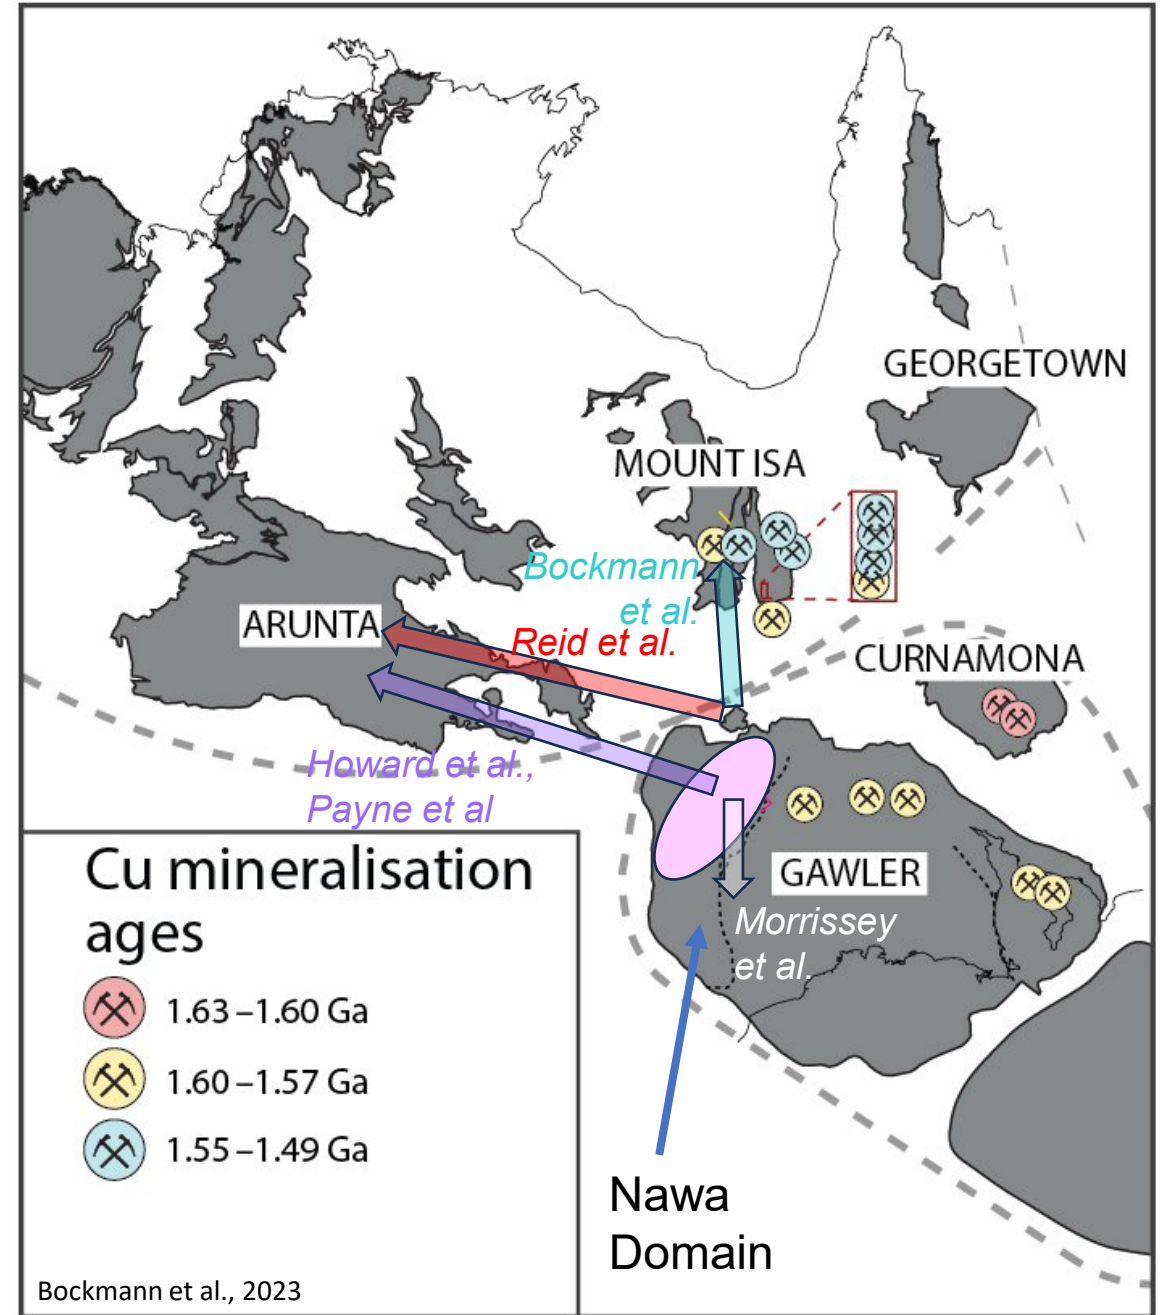 GEORGETOWN
MOUNT ISA
Bockmann
et al.
ARUNTA
Reid et al.
CURNAMONA
Howard et al.,
Payne et al
GAWLER
Morrissey
et al.
Cu mineralisation
ages
1.63–1.60 Ga
1.60–1.57 Ga
1.55–1.49 Ga
Nawa
Domain
Bockmann et al., 2023